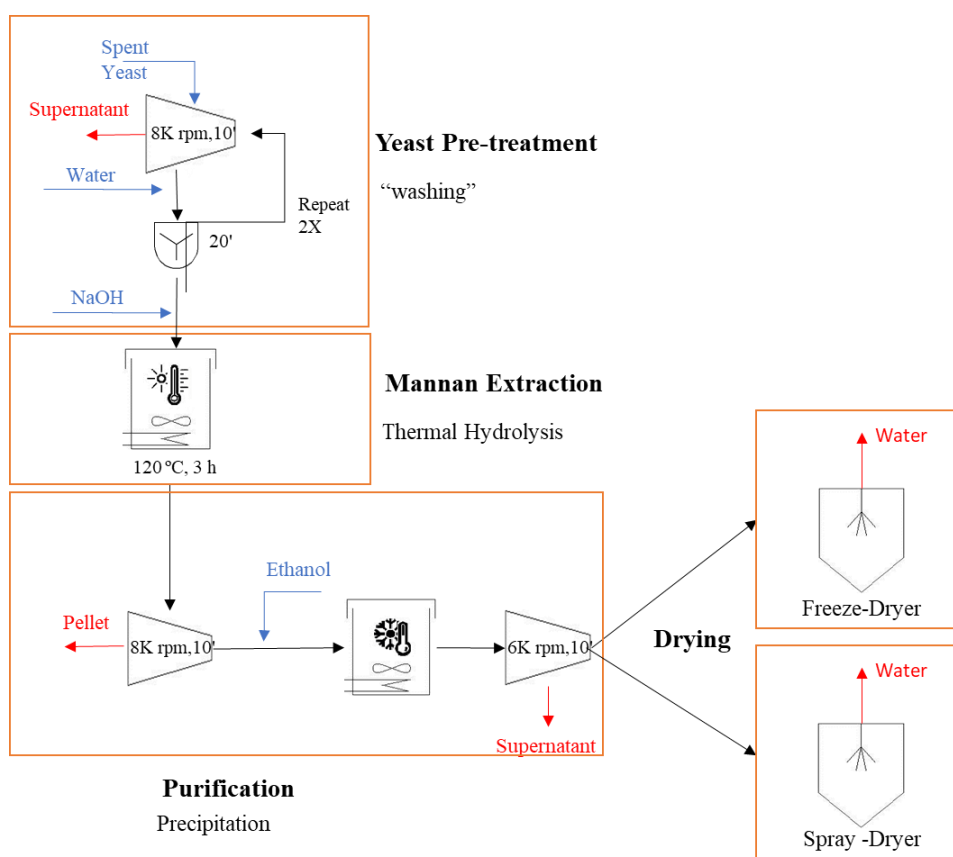 Spent
Yeast
Supernatant
8K rpm,10'
Yeast Pre-treatment
Water
“washing”
Repeat
2X
20'
NaOH
Mannan Extraction
Thermal Hydrolysis
120 ºC, 3 h
Water
Freeze-Dryer
Ethanol
Pellet
8K rpm,10'
6K rpm,10'
Drying
Water
Supernatant
Purification
Precipitation
Spray -Dryer